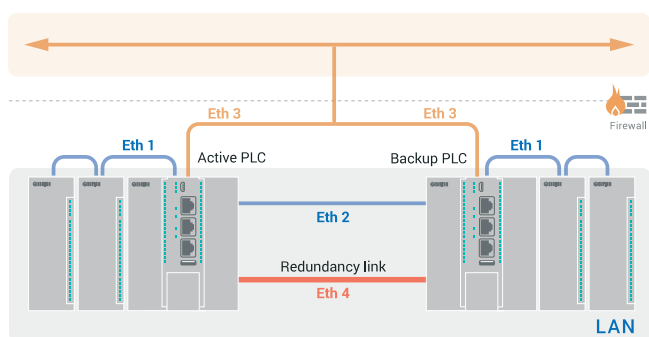 Eth 3
Eth 3
Firewall
Eth 1
Eth 1
Active PLC
Backup PLC
Eth 2
Redundancy link
Eth 4
LAN